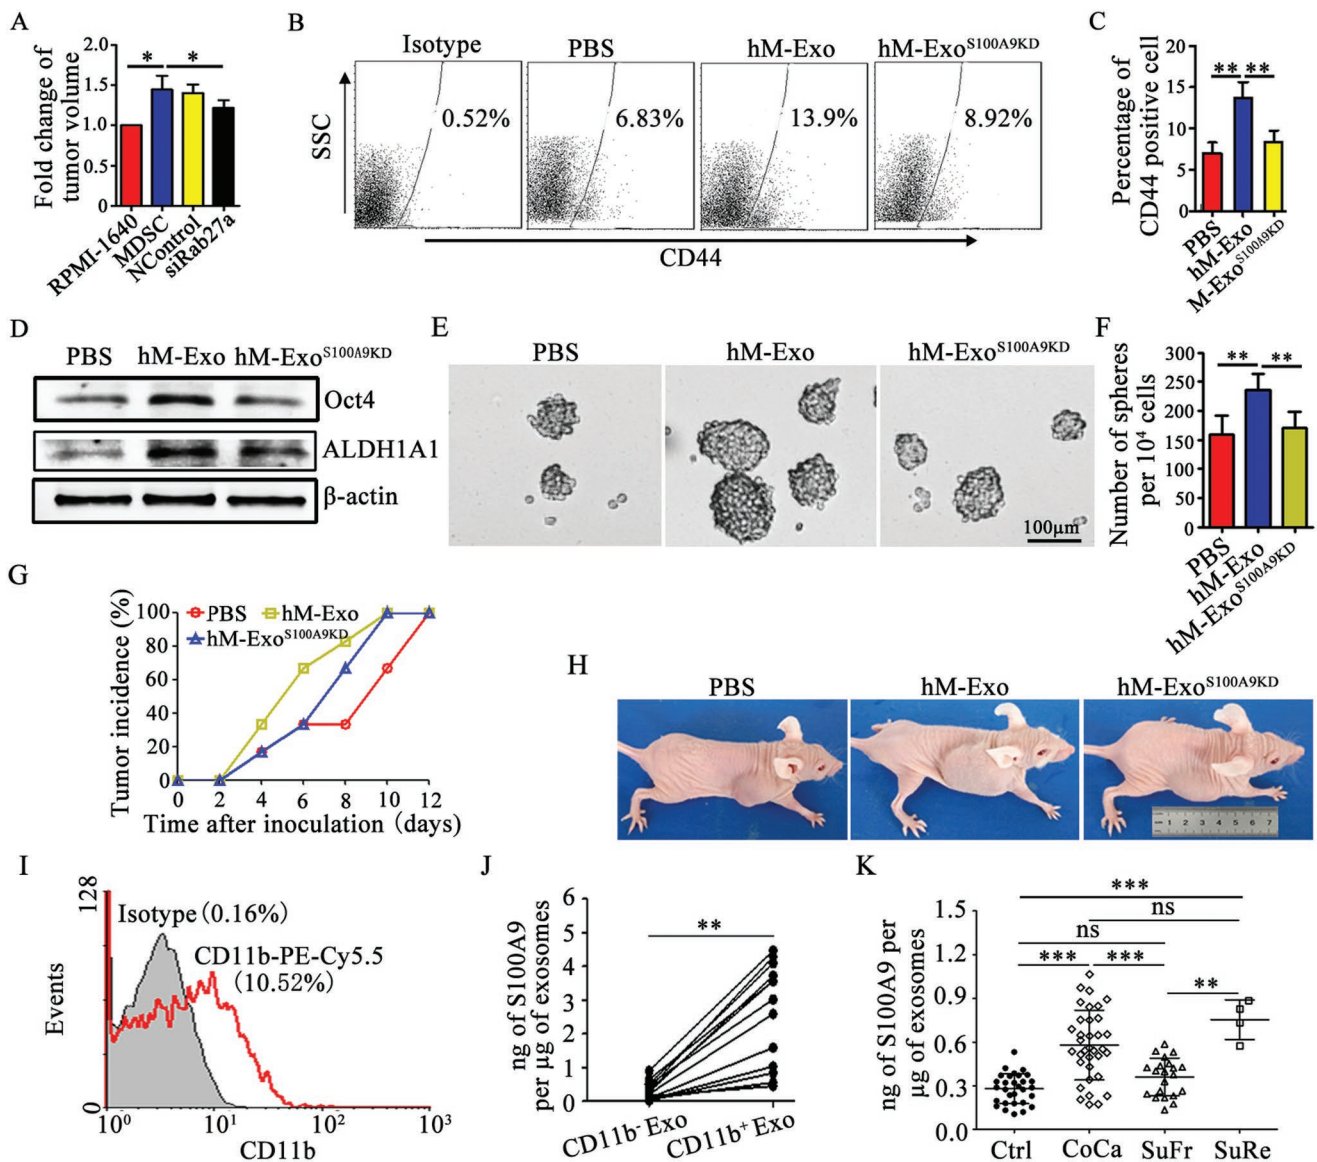 A
Fold change of
tumor volume
2.0
1.5
1.0
0.5
0
* *
RPMI-1640
MDSC
NControl
siRab27a
B
Isotype PBS hM-Exo hM-Exo^S100A9KD
0.52% 6.83% 13.9% 8.92%
SSC
CD44
C
Percentage of
CD44 positive cell
20
15
10
5
0
** **
PBS
hM-Exo
M-Exo^S100A9KD
D
PBS hM-Exo hM-Exo^S100A9KD
Oct4
ALDH1A1
β-actin
E
PBS hM-Exo hM-Exo^S100A9KD
100μm
F
Number of spheres
per 10⁴ cells
300
250
200
150
100
50
0
** **
PBS
hM-Exo
hM-Exo^S100A9KD
G
Tumor incidence (%)
100
80
60
40
20
0
PBS hM-Exo
hM-Exo^S100A9KD
0 2 4 6 8 10 12
Time after inoculation (days)
H
PBS hM-Exo hM-Exo^S100A9KD
1 2 3 4 5 6 7
I
128
Events
0
Isotype (0.16%)
CD11b-PE-Cy5.5
(10.52%)
10⁰ 10¹ 10² 10³
CD11b
J
ng of S100A9
per μg of exosomes
6
5
4
3
2
1
0
**
CD11b⁻ Exo
CD11b⁺ Exo
K
ng of S100A9 per
μg of exosomes
1.5
1.2
0.9
0.6
0.3
0.0
***
ns
ns
*** ***
**
Ctrl CoCa SuFr SuRe